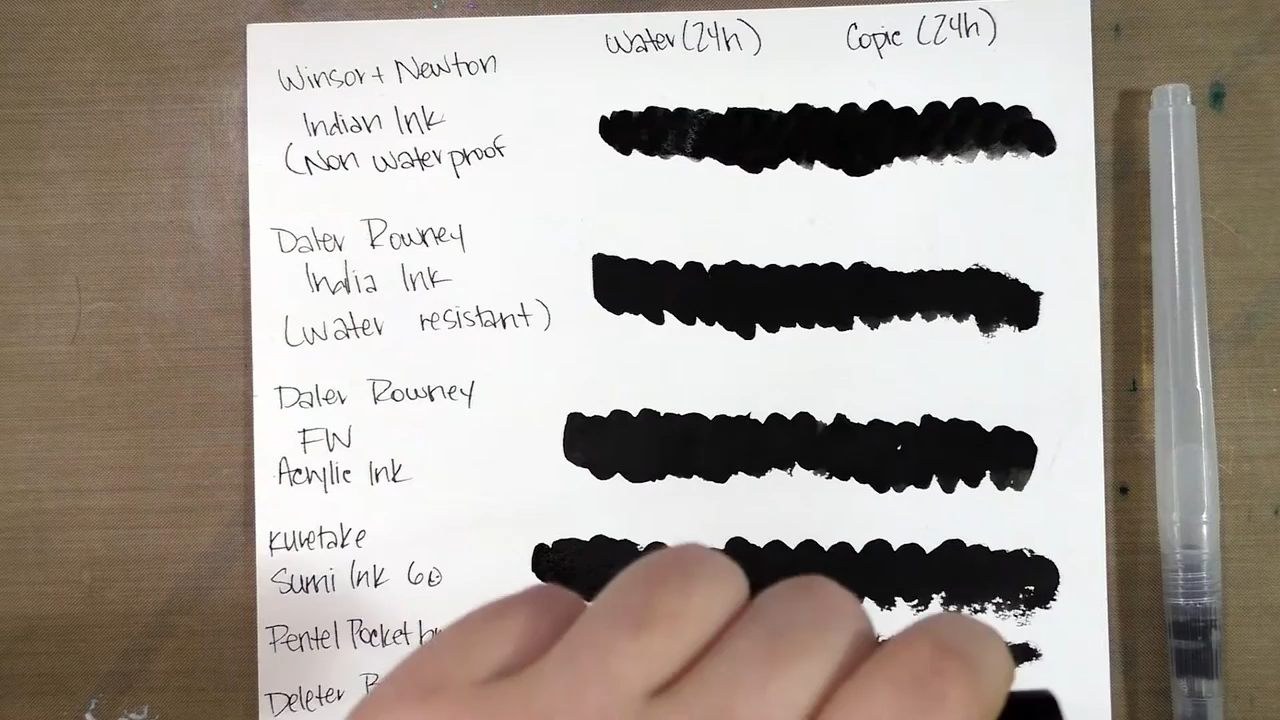 Water (24h) Copic (24h)
Winsor + Newton
Indian Ink
(Non waterproof
Daler Rowney
India Ink
(water resistant)
Daler Rowney
FW
Acrylic Ink
Kuretake
Sumi Ink 60
Pentel Pocket
Deleter